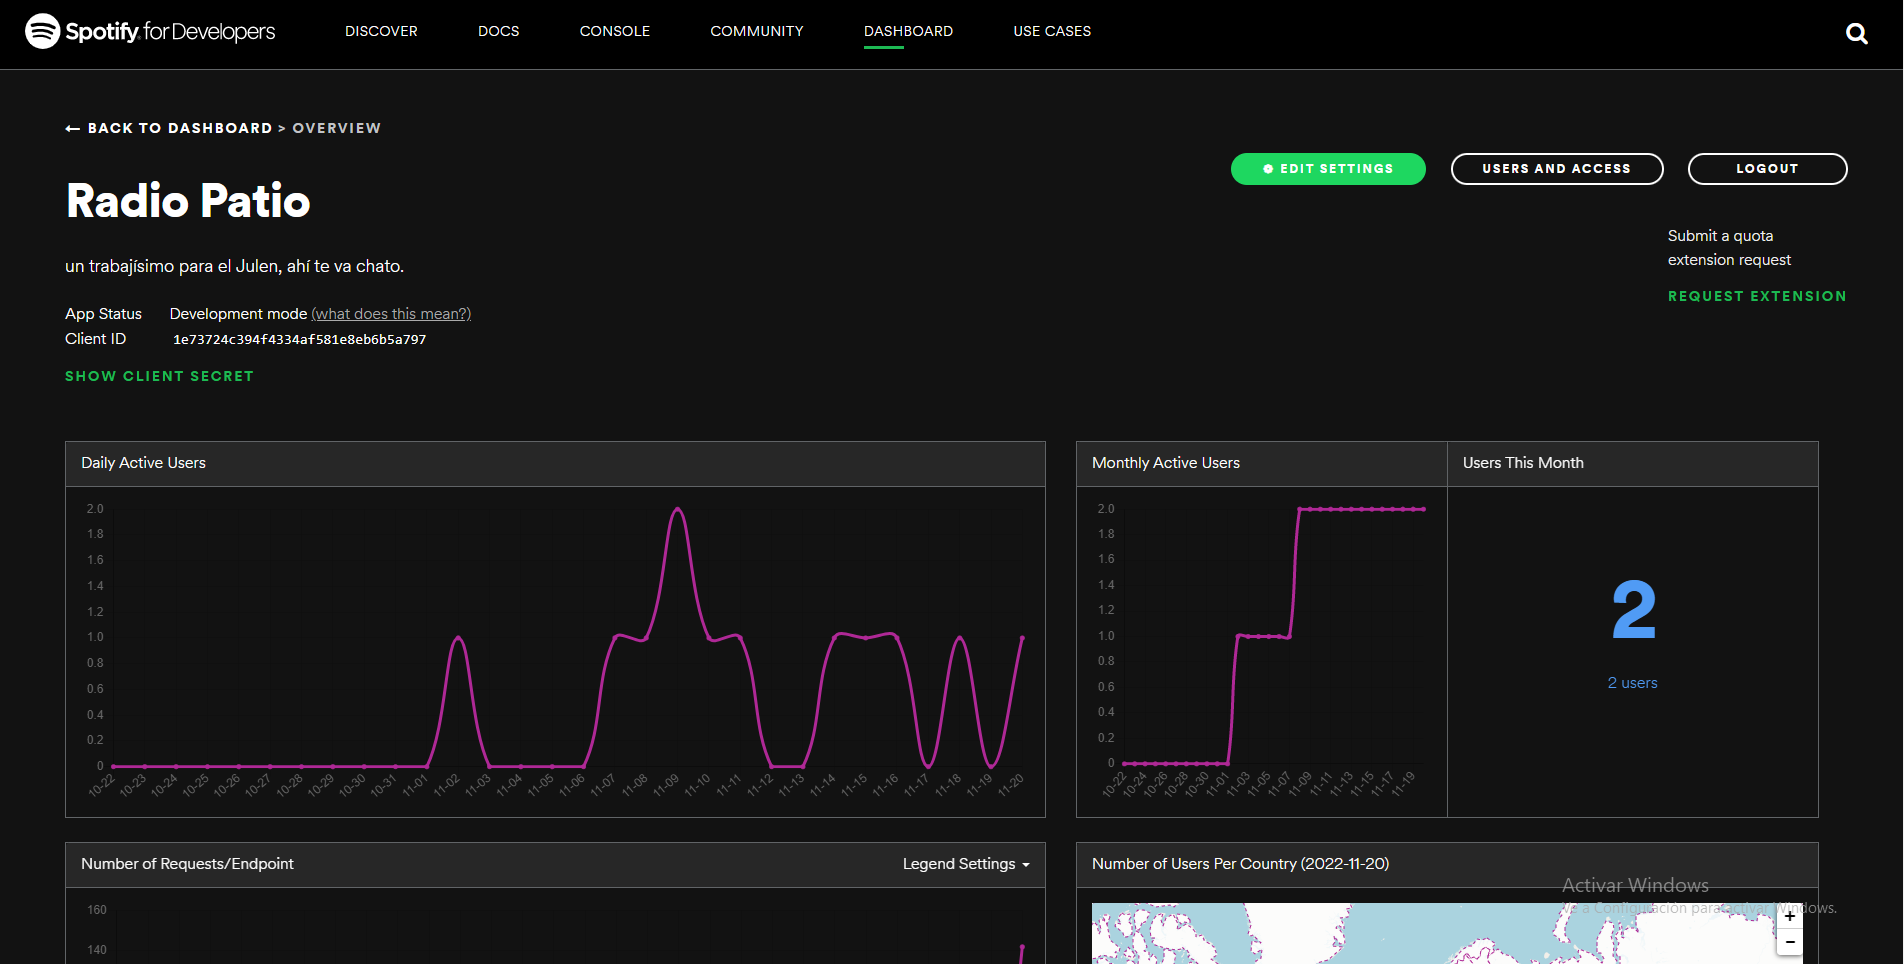 Spotify for Developers
DISCOVER DOCS CONSOLE COMMUNITY DASHBOARD USE CASES
← BACK TO DASHBOARD > OVERVIEW
EDIT SETTINGS USERS AND ACCESS LOGOUT
Radio Patio
Submit a quota
extension request
un trabajísimo para el Julen, ahí te va chato.
REQUEST EXTENSION
App Status Development mode (what does this mean?)
Client ID 1e73724c394f4334af581e8eb6b5a797
SHOW CLIENT SECRET
Daily Active Users
2.0
1.8
1.6
1.4
1.2
1.0
0.8
0.6
0.4
0.2
0
10-22 10-23 10-24 10-25 10-26 10-27 10-28 10-29 10-30 10-31 11-01 11-02 11-03 11-04 11-05 11-06 11-07 11-08 11-09 11-10 11-11 11-12 11-13 11-14 11-15 11-16 11-17 11-18 11-19 11-20
Monthly Active Users
2.0
1.8
1.6
1.4
1.2
1.0
0.8
0.6
0.4
0.2
0
10-22 10-24 10-26 10-28 10-30 11-01 11-03 11-05 11-07 11-09 11-11 11-13 11-15 11-17 11-19
Users This Month
2
2 users
Number of Requests/Endpoint Legend Settings
160
140
Number of Users Per Country (2022-11-20)
Activar Windows
Ve a Configuración para activar Windows.
+
−